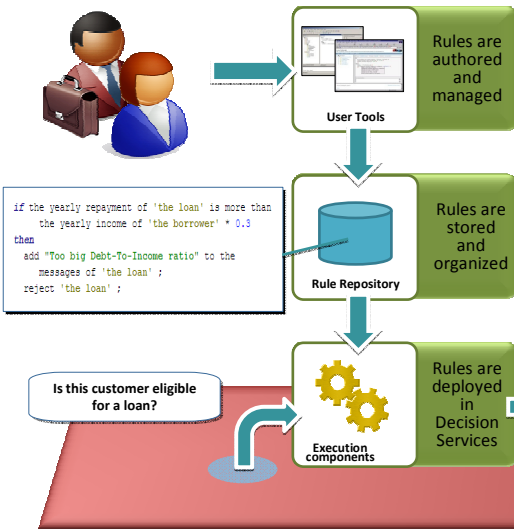 Rules are
authored
and
managed
User Tools
if the yearly repayment of 'the loan' is more than
the yearly income of 'the borrower' * 0.3
then
add "Too big Debt-To-Income ratio" to the
messages of 'the loan' ;
reject 'the loan' ;
Rules are
stored
and
organized
Rule Repository
Is this customer eligible
for a loan?
Rules are
deployed
in
Decision
Services
Execution
components